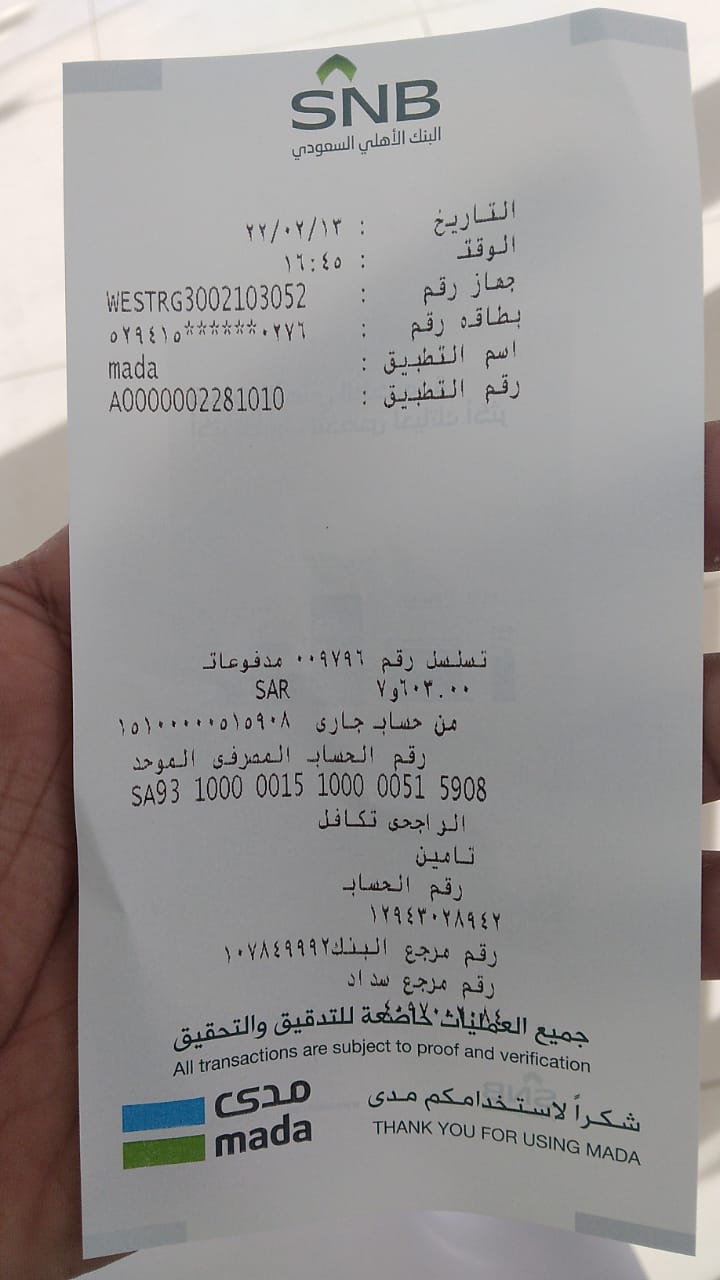 SNB
البنك الأهلي السعودي
التاريخ : ٢٢/٠٢/١٣
الوقت : ١٦:٤٥
جهاز رقم : WESTRG3002103052
بطاقه رقم : ٥٢٩٤١٥******٠٢٧٦
اسم التطبيق : mada
رقم التطبيق : A0000002281010
تسلسل رقم ٠٠٩٧٩٦ مدفوعات
٧و٦٠٣.٠٠ SAR
من حساب جارى ١٥١٠٠٠٠٠٥١٥٩٠٨
رقم الحساب المصرفى الموحد
SA93 1000 0015 1000 0051 5908
الراجحى تكافل
تامين
رقم الحساب
١٢٩٤٣٠٢٨٩٤٢
رقم مرجع البنك١٠٧٨٤٩٩٩٢
رقم مرجع سداد
جميع العمليات خاضعة للتدقيق والتحقيق
All transactions are subject to proof and verification
مدى
mada
شكراً لاستخدامكم مدى
THANK YOU FOR USING MADA